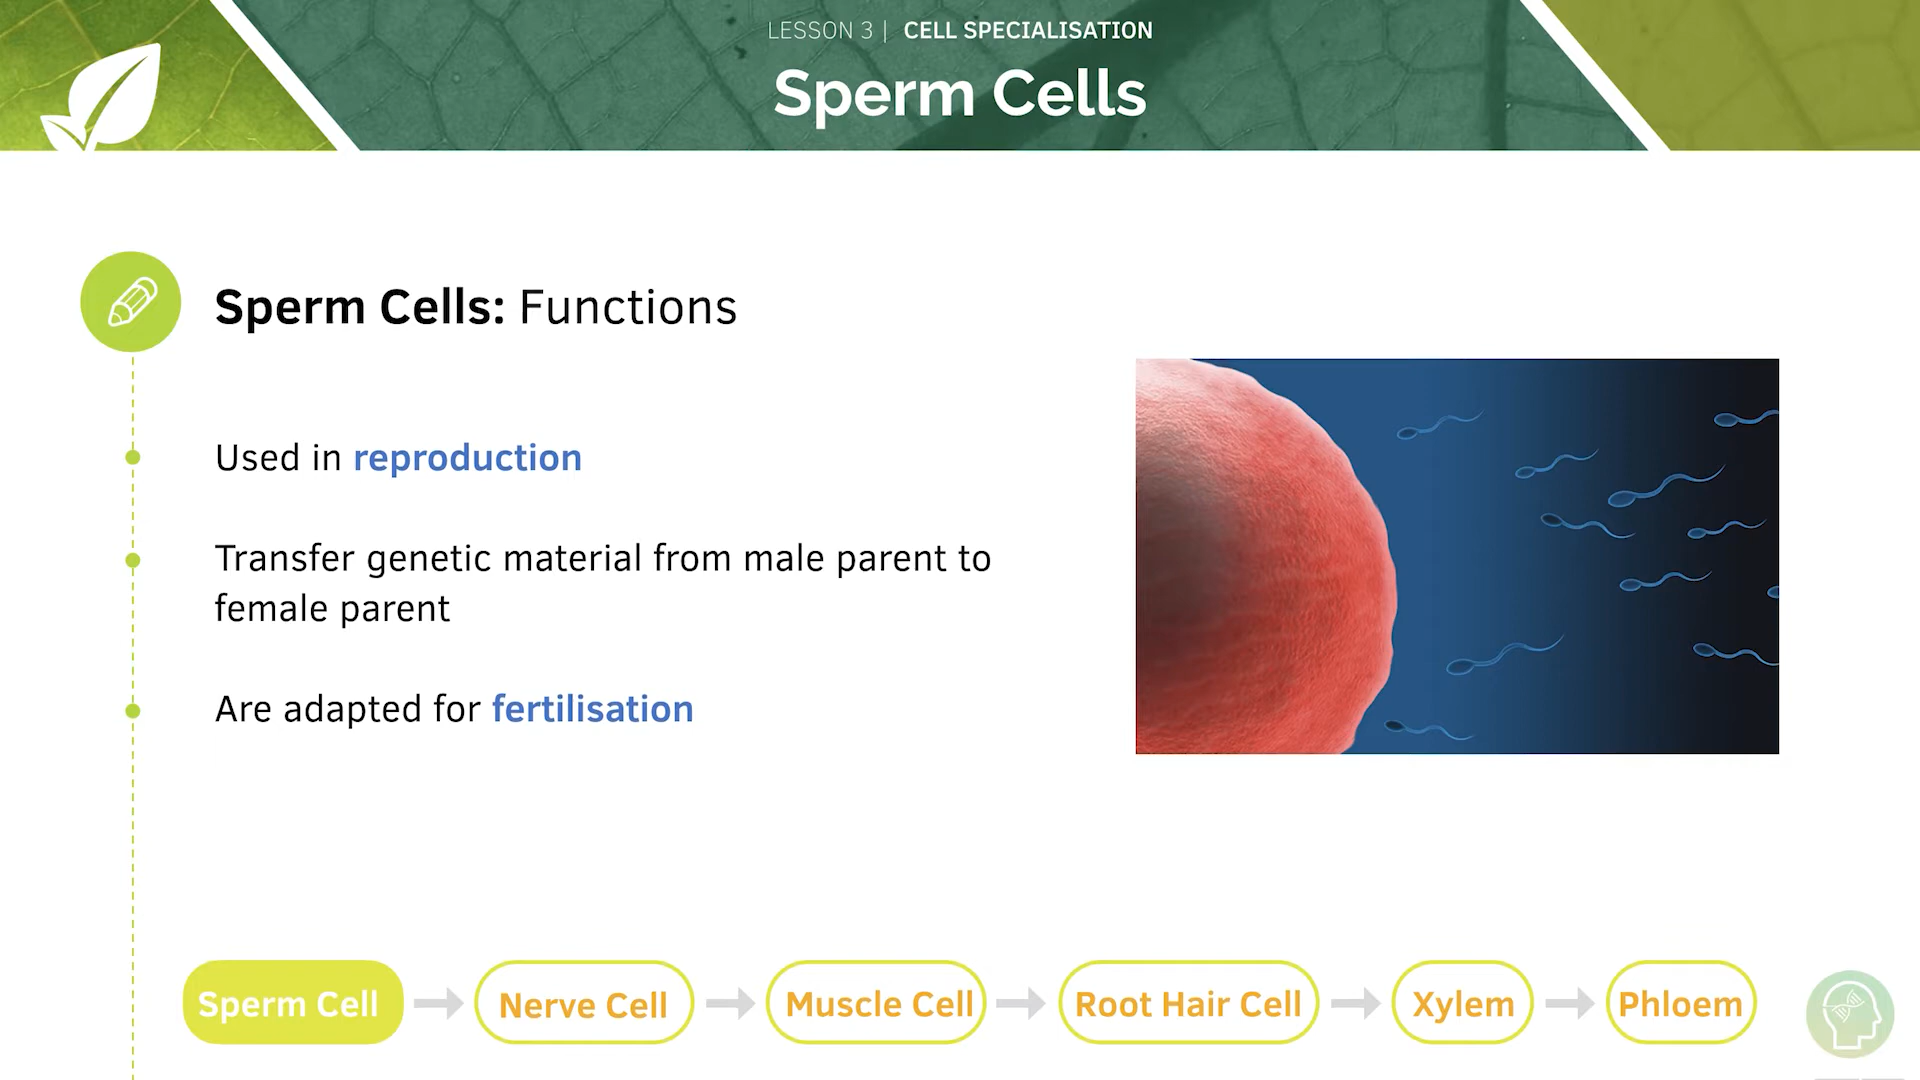 LESSON 3 | CELL SPECIALISATION
Sperm Cells
Sperm Cells: Functions
Used in reproduction
Transfer genetic material from male parent to
female parent
Are adapted for fertilisation
Sperm Cell
Nerve Cell
Muscle Cell
Root Hair Cell
Xylem
Phloem